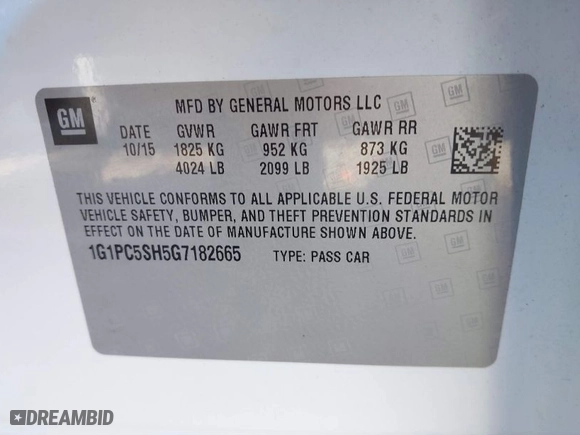 GM
MFD BY GENERAL MOTORS LLC
DATE GVWR GAWR FRT GAWR RR
10/15 1825 KG 952 KG 873 KG
4024 LB 2099 LB 1925 LB
THIS VEHICLE CONFORMS TO ALL APPLICABLE U.S. FEDERAL MOTOR
VEHICLE SAFETY, BUMPER, AND THEFT PREVENTION STANDARDS IN
EFFECT ON THE DATE OF MANUFACTURE SHOWN ABOVE.
1G1PC5SH5G7182665 TYPE: PASS CAR
DREAMBID